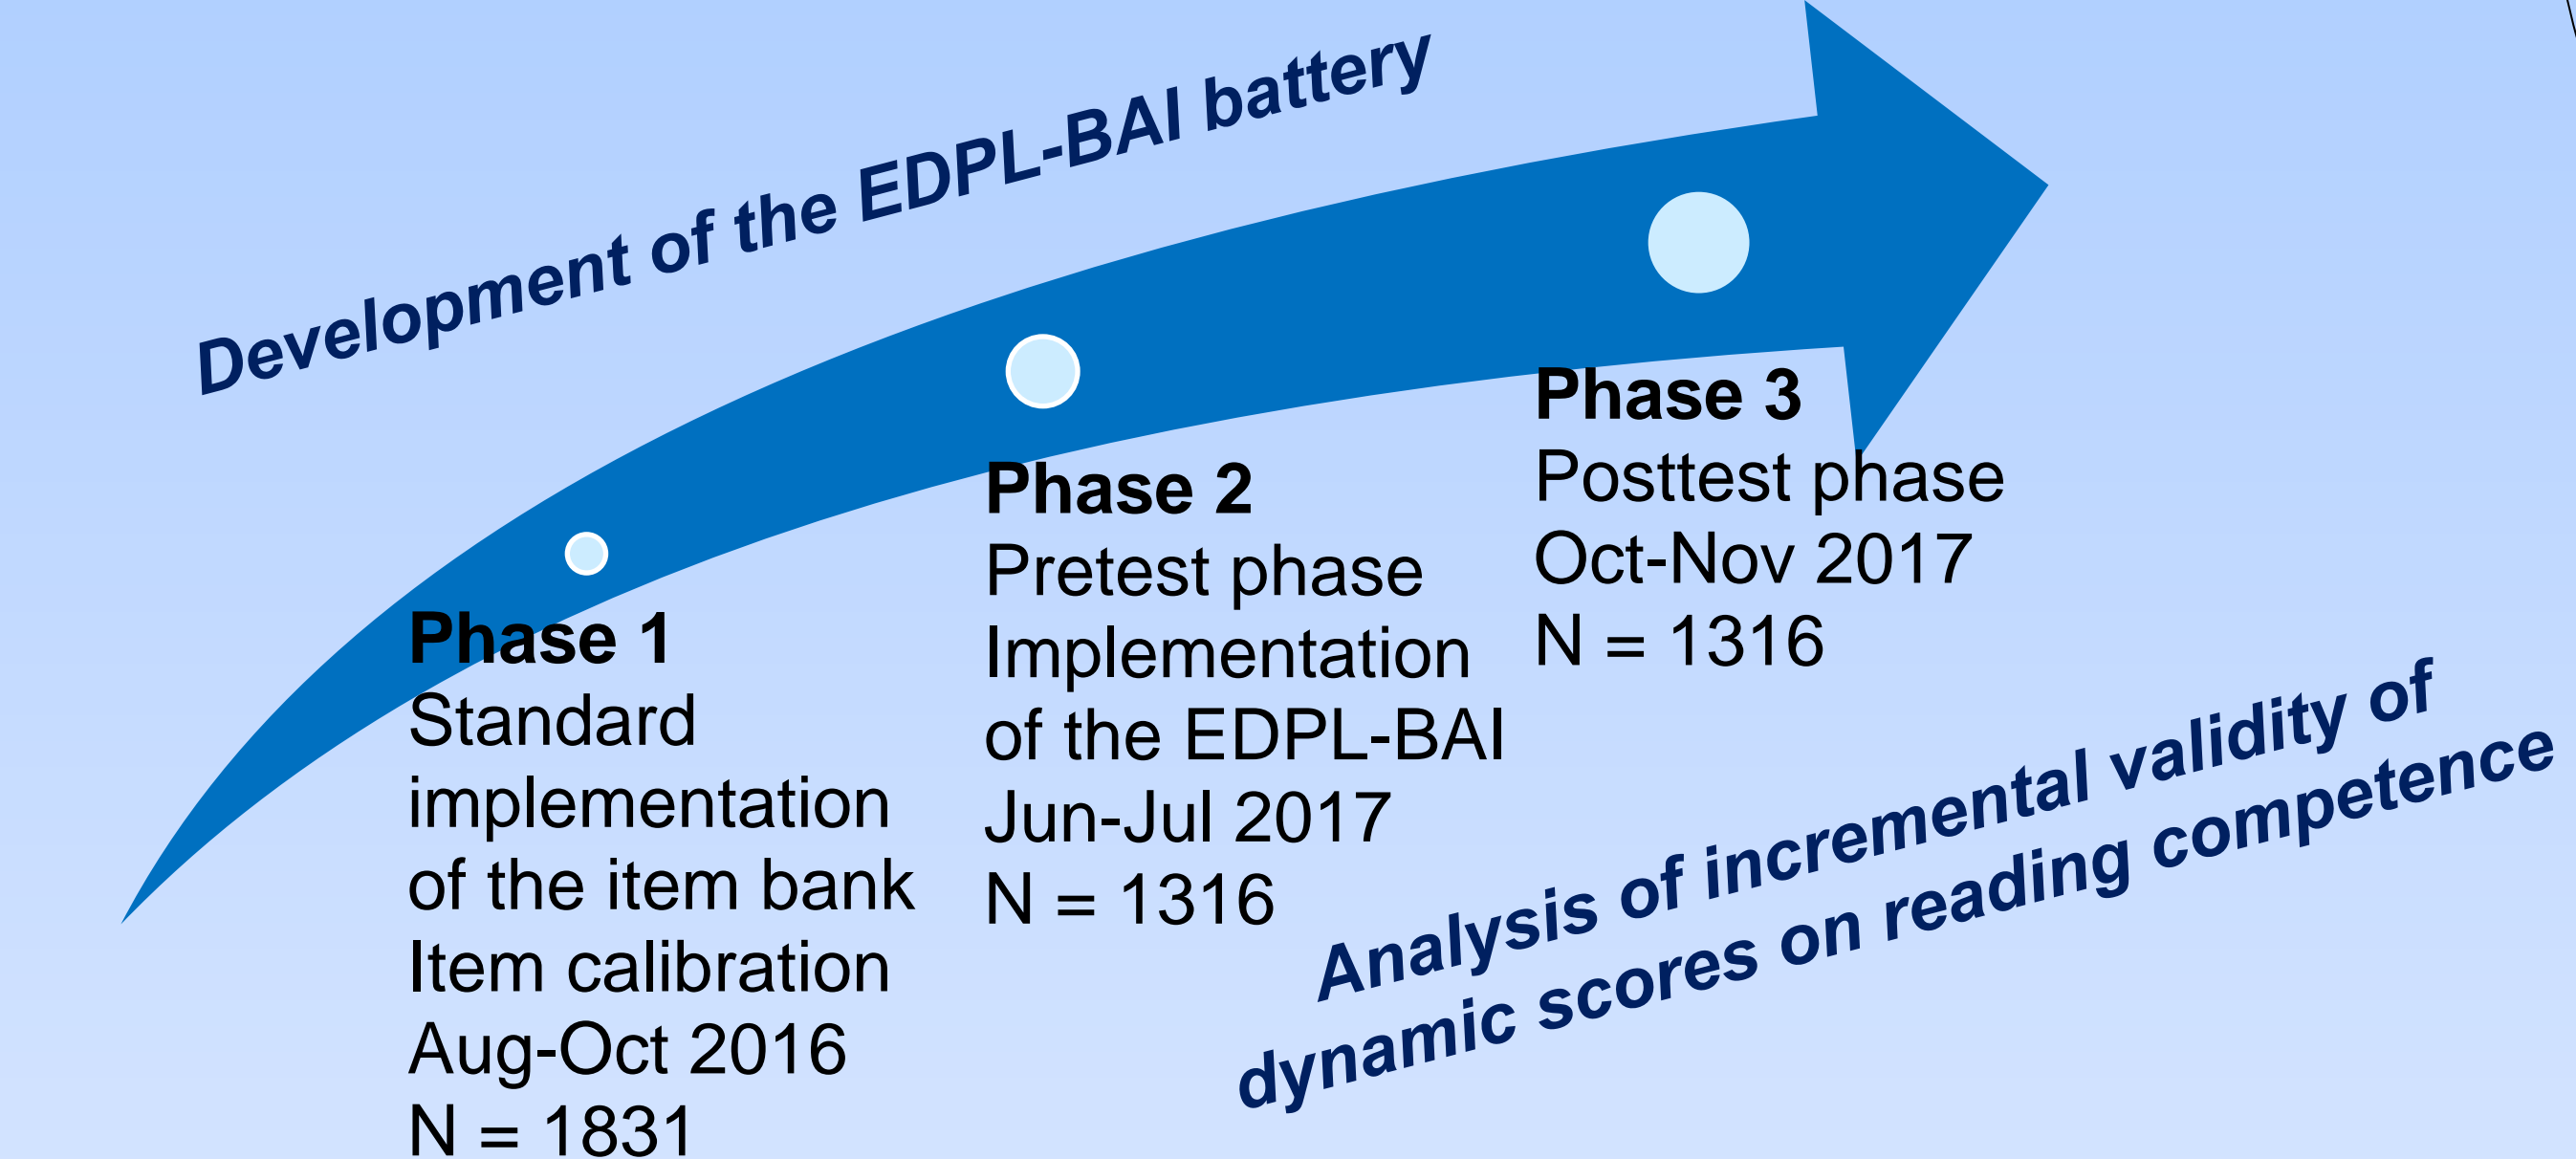 Development of the EDPL-BAI battery
Phase 1
Standard
implementation
of the item bank
Item calibration
Aug-Oct 2016
N = 1831
Phase 2
Pretest phase
Implementation
of the EDPL-BAI
Jun-Jul 2017
N = 1316
Phase 3
Posttest phase
Oct-Nov 2017
N = 1316
Analysis of incremental validity of
dynamic scores on reading competence